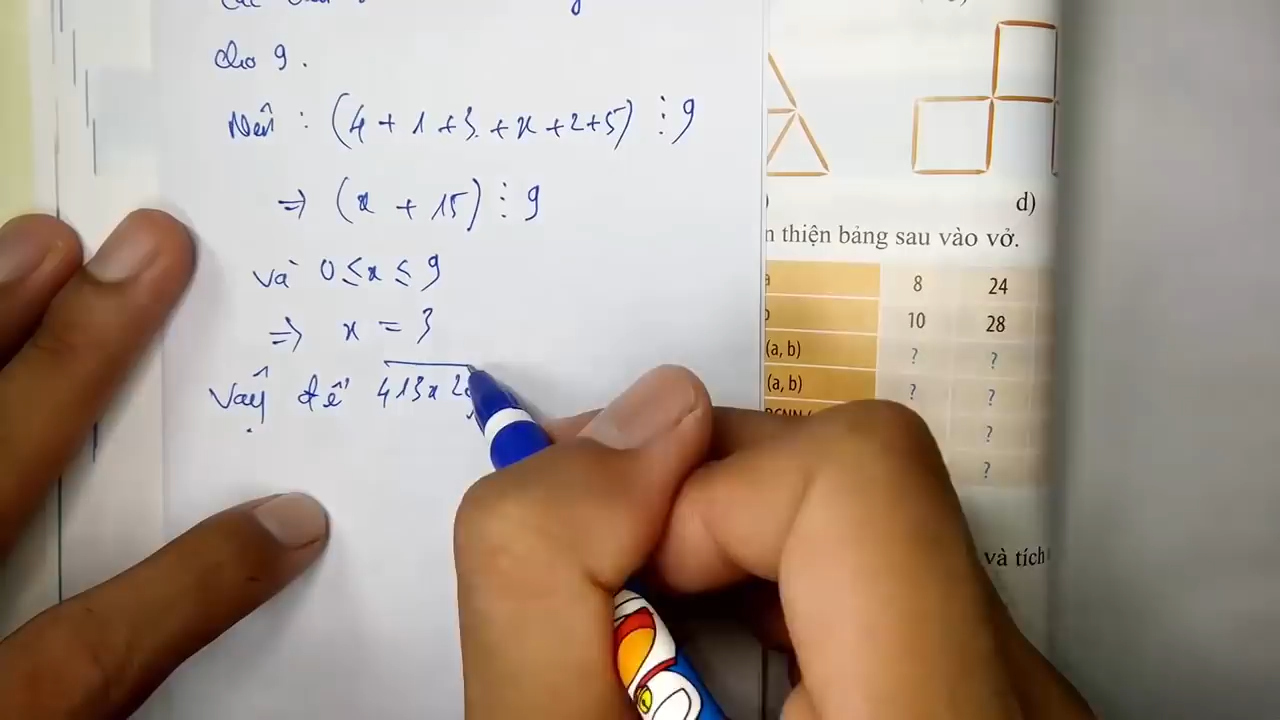 cho 9.
Nên : (4 + 1 + 3 + x + 2 + 5) ⋮ 9
⇒ (x + 15) ⋮ 9
và 0 ≤ x ≤ 9
⇒ x = 3
Vậy để 413x2
d)
thiện bảng sau vào vở.
8 24
10 28
(a, b) ? ?
(a, b) ? ?
?
?
và tích